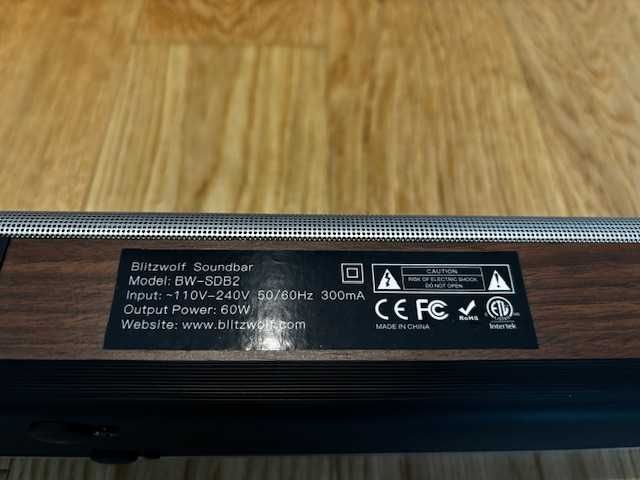 Blitzwolf Soundbar
Model: BW-SDB2
Input: ~110V-240V 50/60Hz 300mA
Output Power: 60W
Website: www.blitzwolf.com
CAUTION
RISK OF ELECTRIC SHOCK
DO NOT OPEN
CE FC RoHS ETL
Intertek
MADE IN CHINA